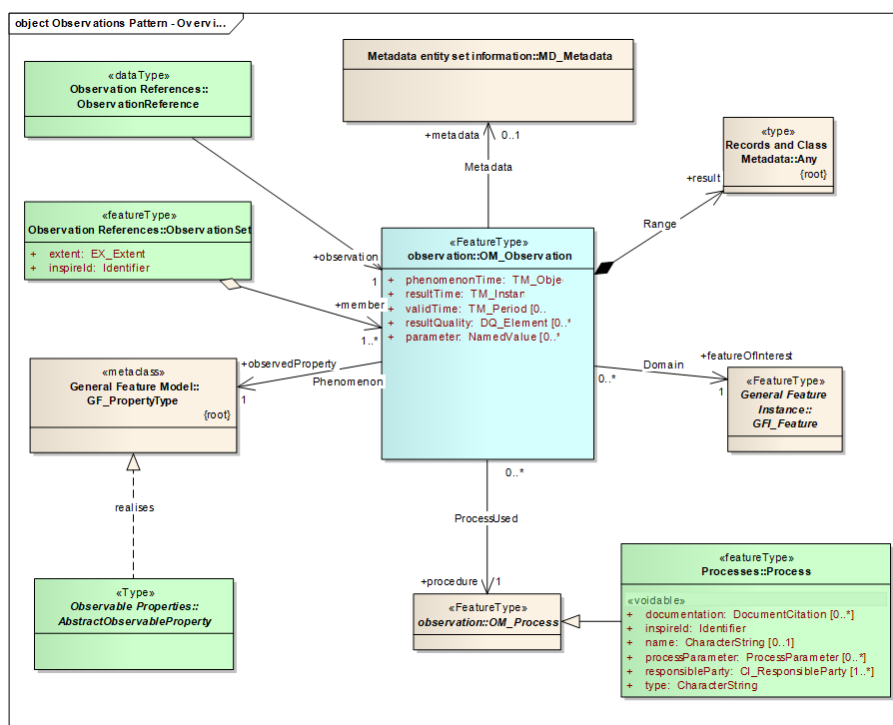 object Observations Pattern - Overvi...
«dataType»
Observation References::
ObservationReference
Metadata entity set information::MD_Metadata
«type»
Records and Class
Metadata::Any
{root}
+metadata
0..1
Metadata
+result
Range
«featureType»
Observation References::ObservationSet
+ extent: EX_Extent
+ inspireId: Identifier
+observation
1
+member
1..*
«FeatureType»
observation::OM_Observation
+ phenomenonTime: TM_Obje
+ resultTime: TM_Instan
+ validTime: TM_Period [0..
+ resultQuality: DQ_Element [0..*
+ parameter: NamedValue [0..*
+observedProperty
Phenomenon
1
«metaclass»
General Feature Model::
GF_PropertyType
{root}
0..*
Domain
+featureOfInterest
1
«FeatureType»
General Feature
Instance::
GFI_Feature
realises
0..*
ProcessUsed
+procedure
1
«Type»
Observable Properties::
AbstractObservableProperty
«FeatureType»
observation::OM_Process
«featureType»
Processes::Process
«voidable»
+ documentation: DocumentCitation [0..*]
+ inspireId: Identifier
+ name: CharacterString [0..1]
+ processParameter: ProcessParameter [0..*]
+ responsibleParty: CI_ResponsibleParty [1..*]
+ type: CharacterString